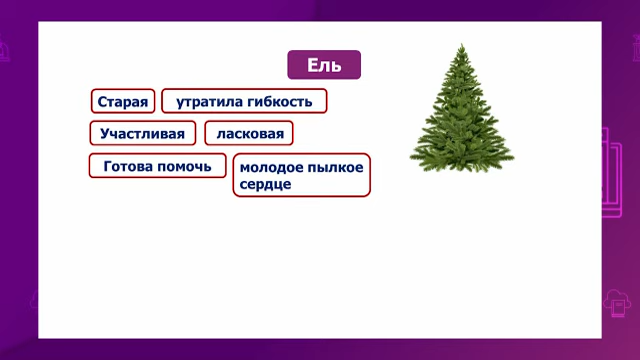 Ель
Старая
утратила гибкость
Участливая
ласковая
Готова помочь
молодое пылкое
сердце